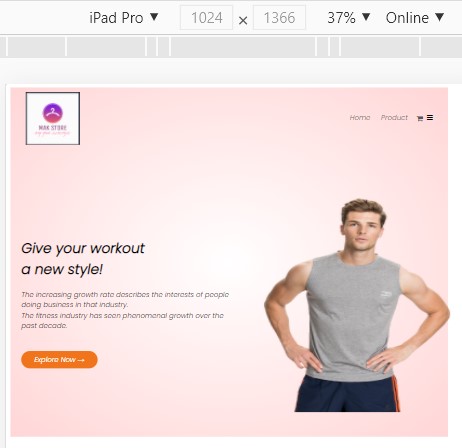 iPad Pro ▼ 1024 × 1366 37% ▼ Online ▼
MAK STORE
Home Product
Give your workout
a new style!
The increasing growth rate describes the interests of people
doing business in that industry.
The fitness industry has seen phenomenal growth over the
past decade.
Explore Now →